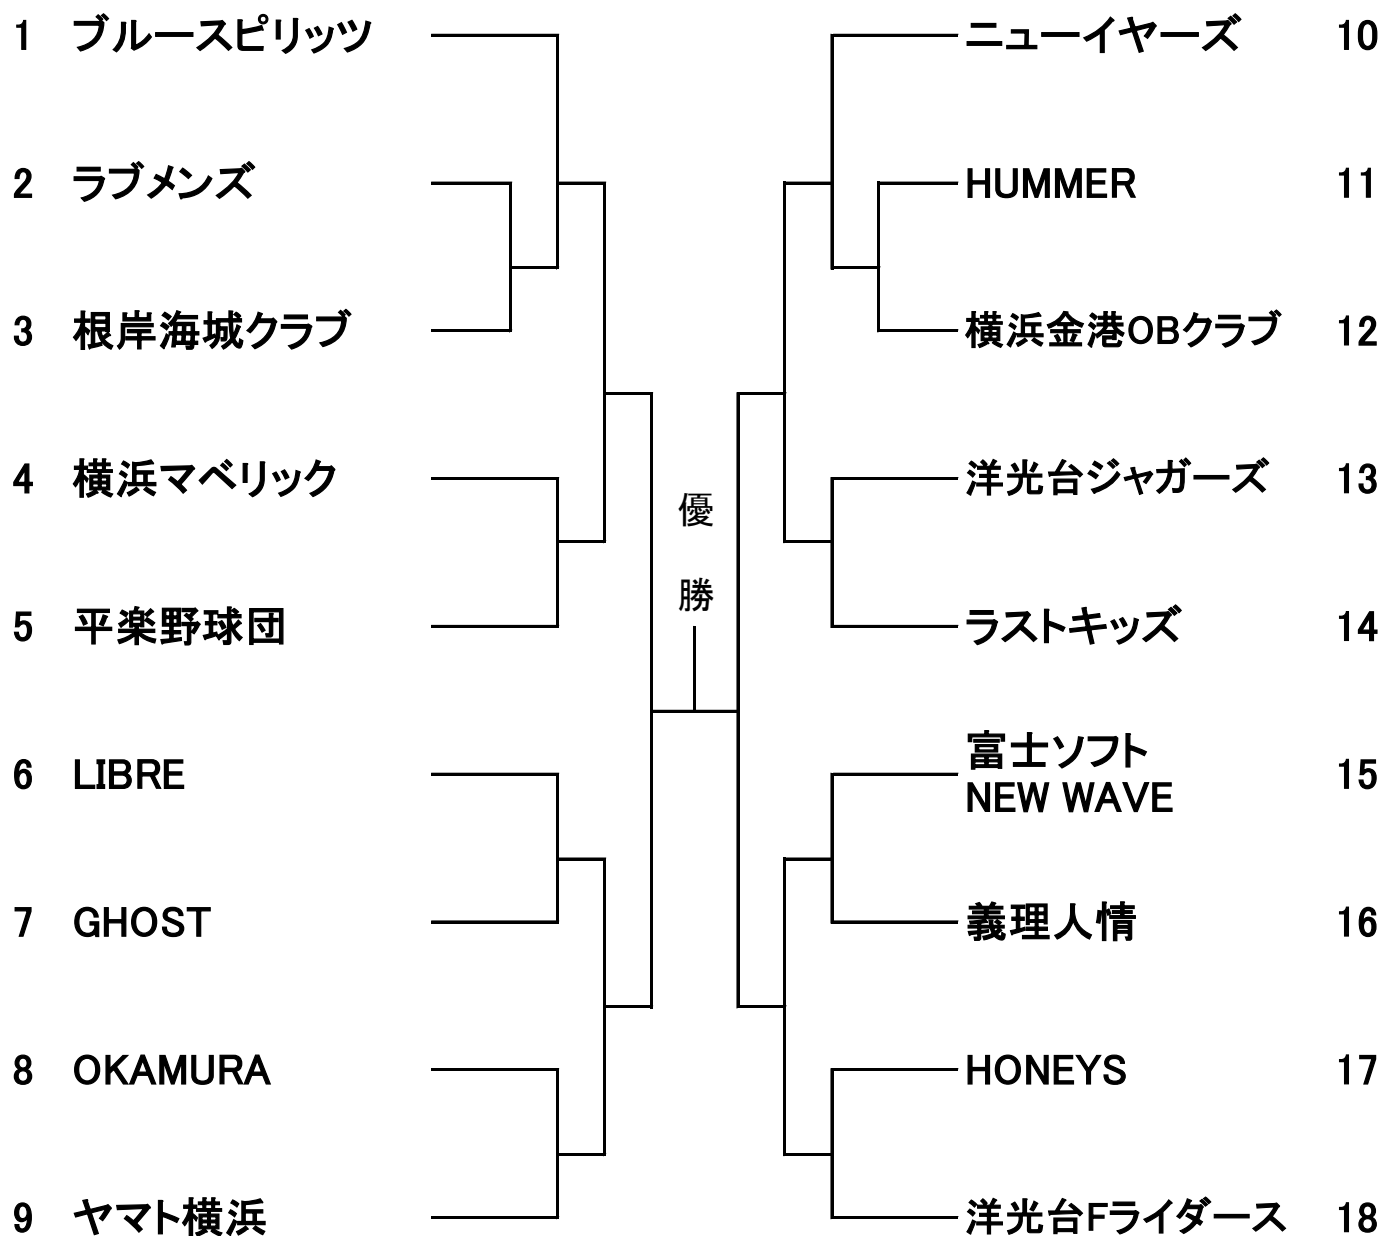 1 ブルースピリッツ
2 ラブメンズ
3 根岸海城クラブ
4 横浜マベリック
5 平楽野球団
6 LIBRE
7 GHOST
8 OKAMURA
9 ヤマト横浜
優
勝
ニューイヤーズ 10
HUMMER 11
横浜金港OBクラブ 12
洋光台ジャガーズ 13
ラストキッズ 14
富士ソフト
NEW WAVE 15
義理人情 16
HONEYS 17
洋光台Fライダース 18